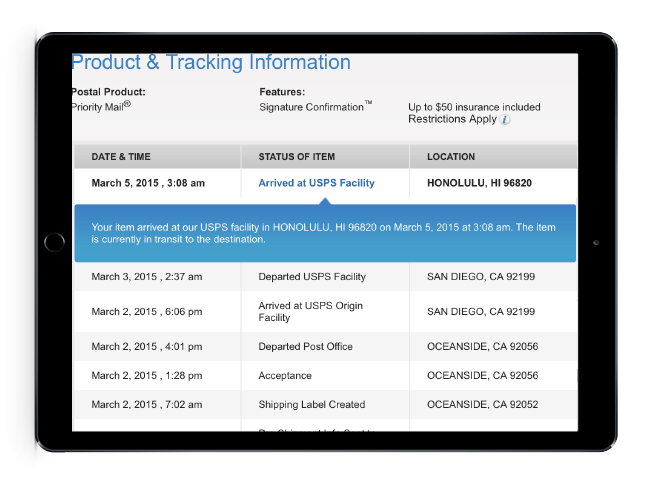 Product & Tracking Information
Postal Product:
Features:
Priority Mail®
Signature Confirmation™
Up to $50 insurance included
Restrictions Apply i
DATE & TIME STATUS OF ITEM LOCATION
March 5, 2015 , 3:08 am Arrived at USPS Facility HONOLULU, HI 96820
Your item arrived at our USPS facility in HONOLULU, HI 96820 on March 5, 2015 at 3:08 am. The item
is currently in transit to the destination.
March 3, 2015 , 2:37 am Departed USPS Facility SAN DIEGO, CA 92199
March 2, 2015 , 6:06 pm Arrived at USPS Origin
Facility SAN DIEGO, CA 92199
March 2, 2015 , 4:01 pm Departed Post Office OCEANSIDE, CA 92056
March 2, 2015 , 1:28 pm Acceptance OCEANSIDE, CA 92056
March 2, 2015 , 7:02 am Shipping Label Created OCEANSIDE, CA 92052